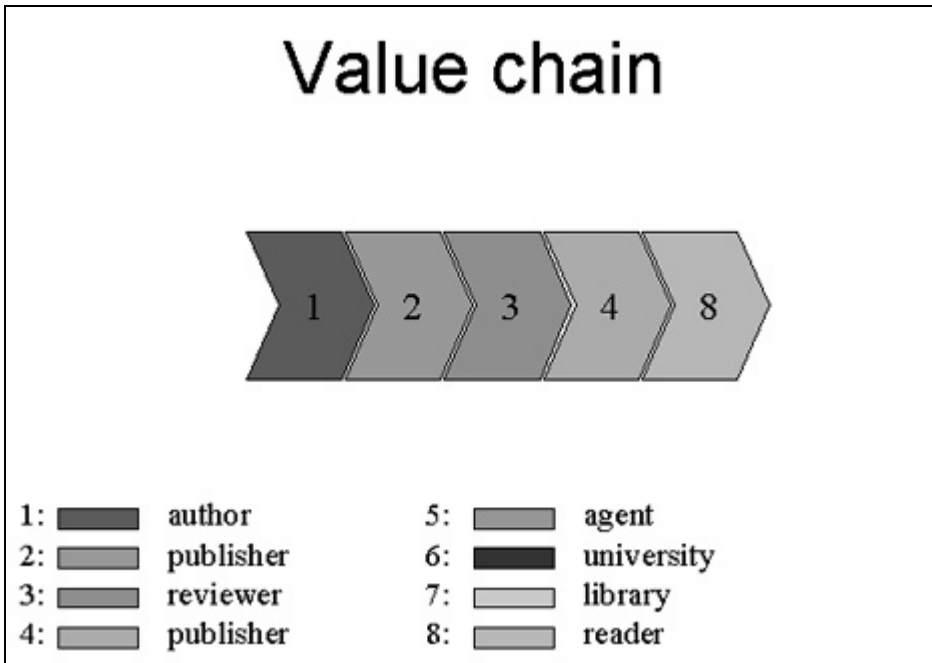 Value chain
1 2 3 4 8
1: author 5: agent
2: publisher 6: university
3: reviewer 7: library
4: publisher 8: reader